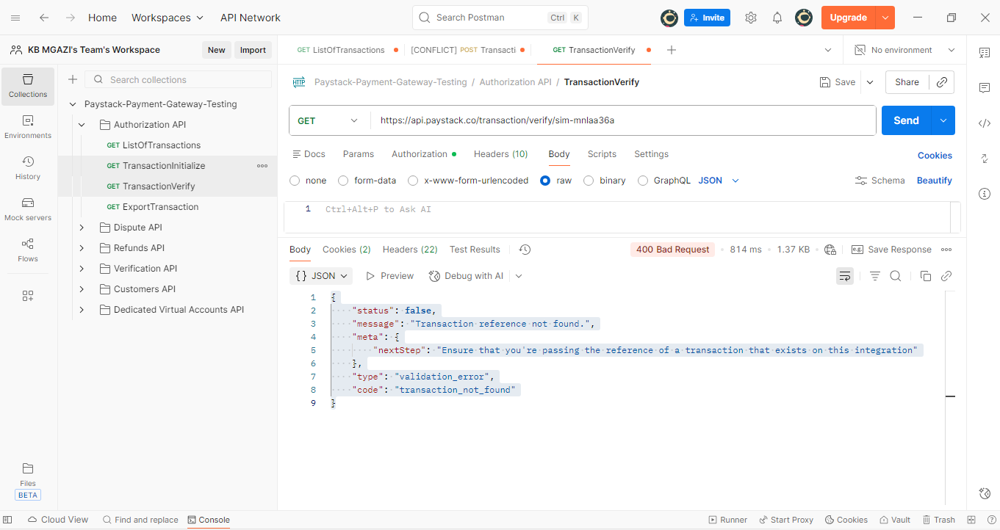 Home Workspaces API Network Search Postman Ctrl K Invite Upgrade
KB MGAZI's Team's Workspace New Import GET ListOfTransactions [CONFLICT] POST Transacti GET TransactionVerify No environment
Collections
Environments
History
Mock servers
Flows
Files
BETA
Search collections
Paystack-Payment-Gateway-Testing
Authorization API
GET ListOfTransactions
GET TransactionInitialize
GET TransactionVerify
GET ExportTransaction
Dispute API
Refunds API
Verification API
Customers API
Dedicated Virtual Accounts API
HTTP Paystack-Payment-Gateway-Testing / Authorization API / TransactionVerify Save Share
GET https://api.paystack.co/transaction/verify/sim-mnlaa36a Send
Docs Params Authorization Headers (10) Body Scripts Settings Cookies
none form-data x-www-form-urlencoded raw binary GraphQL JSON Schema Beautify
1 Ctrl+Alt+P to Ask AI
Body Cookies (2) Headers (22) Test Results 400 Bad Request 814 ms 1.37 KB e.g. Save Response
{} JSON Preview Debug with AI
1 {
2 "status": false,
3 "message": "Transaction reference not found.",
4 "meta": {
5 "nextStep": "Ensure that you're passing the reference of a transaction that exists on this integration"
6 },
7 "type": "validation_error",
8 "code": "transaction_not_found"
9 }
Cloud View Find and replace Console Runner Start Proxy Cookies Vault Trash